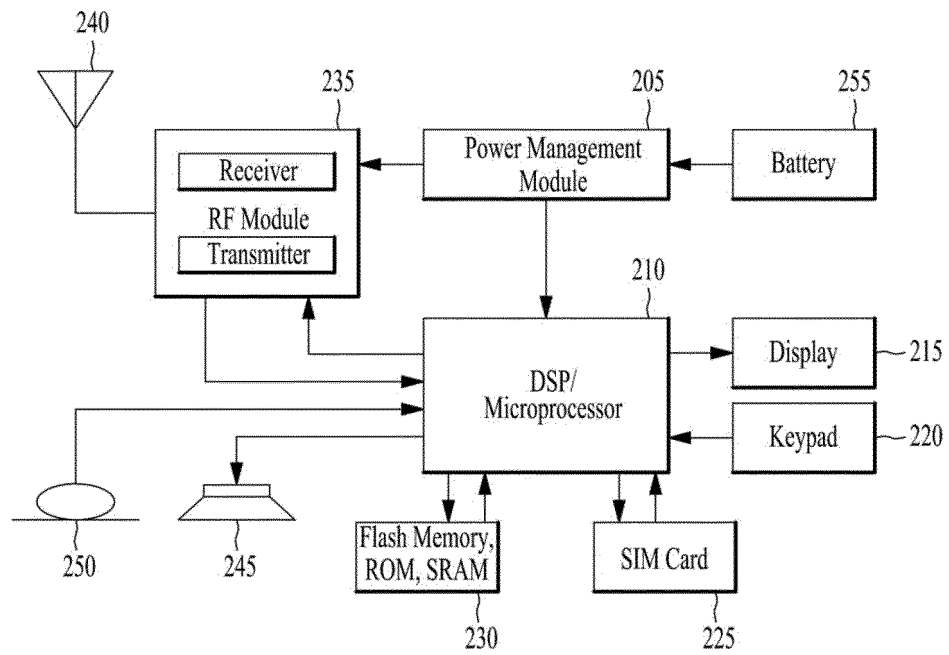 240
235
205
255
Receiver
RF Module
Transmitter
Power Management
Module
Battery
210
DSP/
Microprocessor
Display
215
Keypad
220
250
245
Flash Memory,
ROM, SRAM
230
SIM Card
225